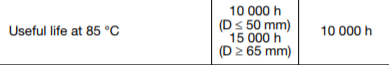 Useful life at 85 °C
10 000 h
(D ≤ 50 mm)
15 000 h
(D ≥ 65 mm)
10 000 h